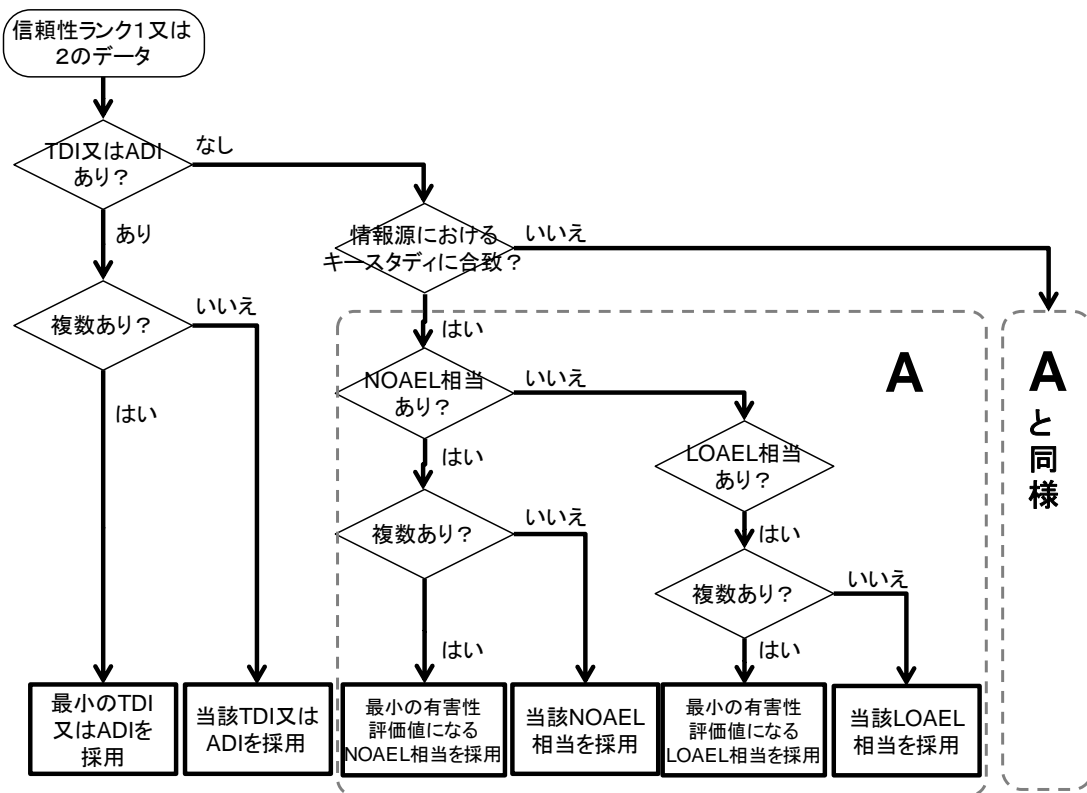 信頼性ランク1又は
2のデータ
TDI又はADI
あり?
なし
あり
情報源における
キースタディに合致?
いいえ
複数あり?
いいえ
はい
はい
A
NOAEL相当
あり?
いいえ
はい
LOAEL相当
あり?
はい
複数あり?
いいえ
はい
複数あり?
いいえ
はい
A
と
同
様
最小のTDI
又はADIを
採用
当該TDI又は
ADIを採用
最小の有害性
評価値になる
NOAEL相当を採用
当該NOAEL
相当を採用
最小の有害性
評価値になる
LOAEL相当を採用
当該LOAEL
相当を採用